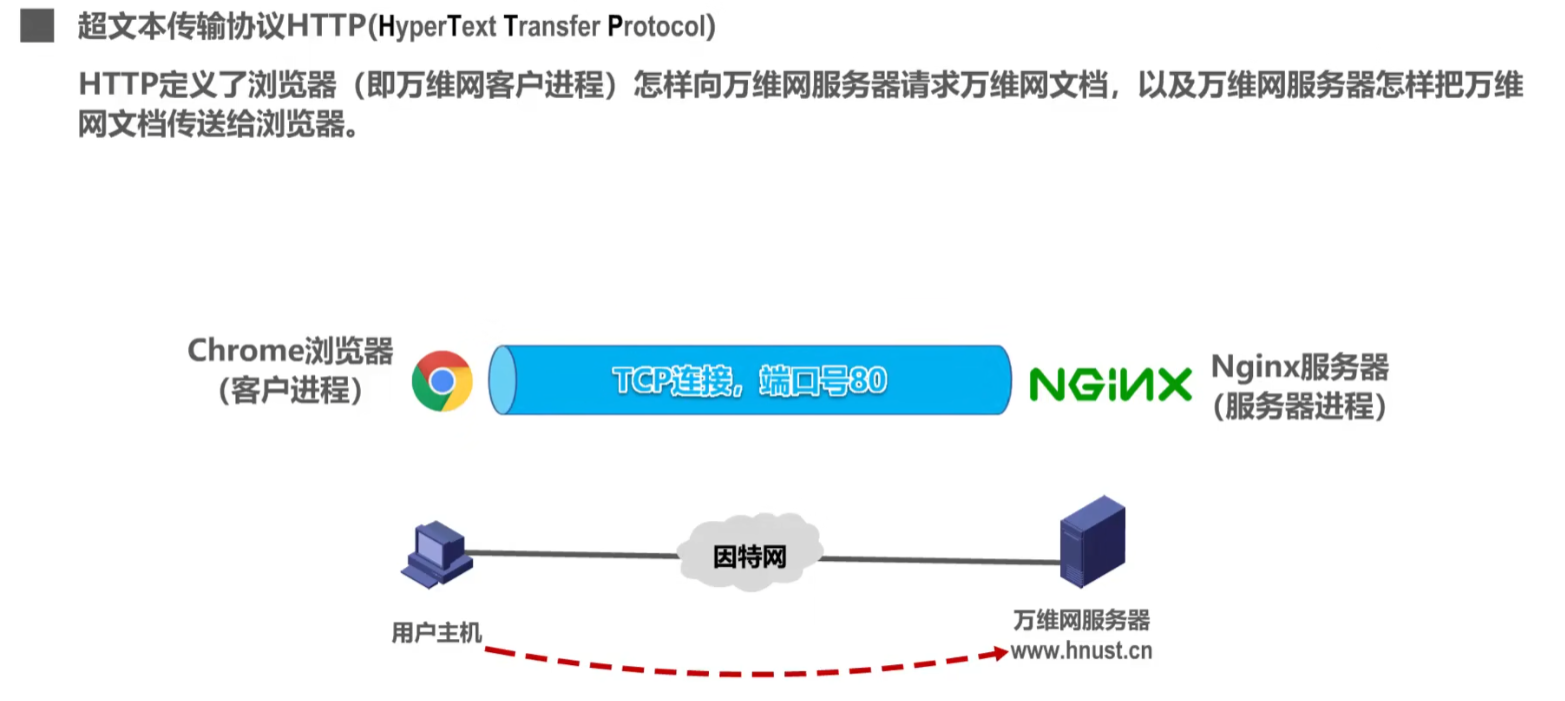 超文本传输协议HTTP(HyperText Transfer Protocol)
HTTP定义了浏览器（即万维网客户进程）怎样向万维网服务器请求万维网文档，以及万维网服务器怎样把万维
网文档传送给浏览器。
Chrome浏览器
（客户进程）
TCP连接，端口号80
NGINX
Nginx服务器
（服务器进程）
因特网
用户主机
万维网服务器
www.hnust.cn